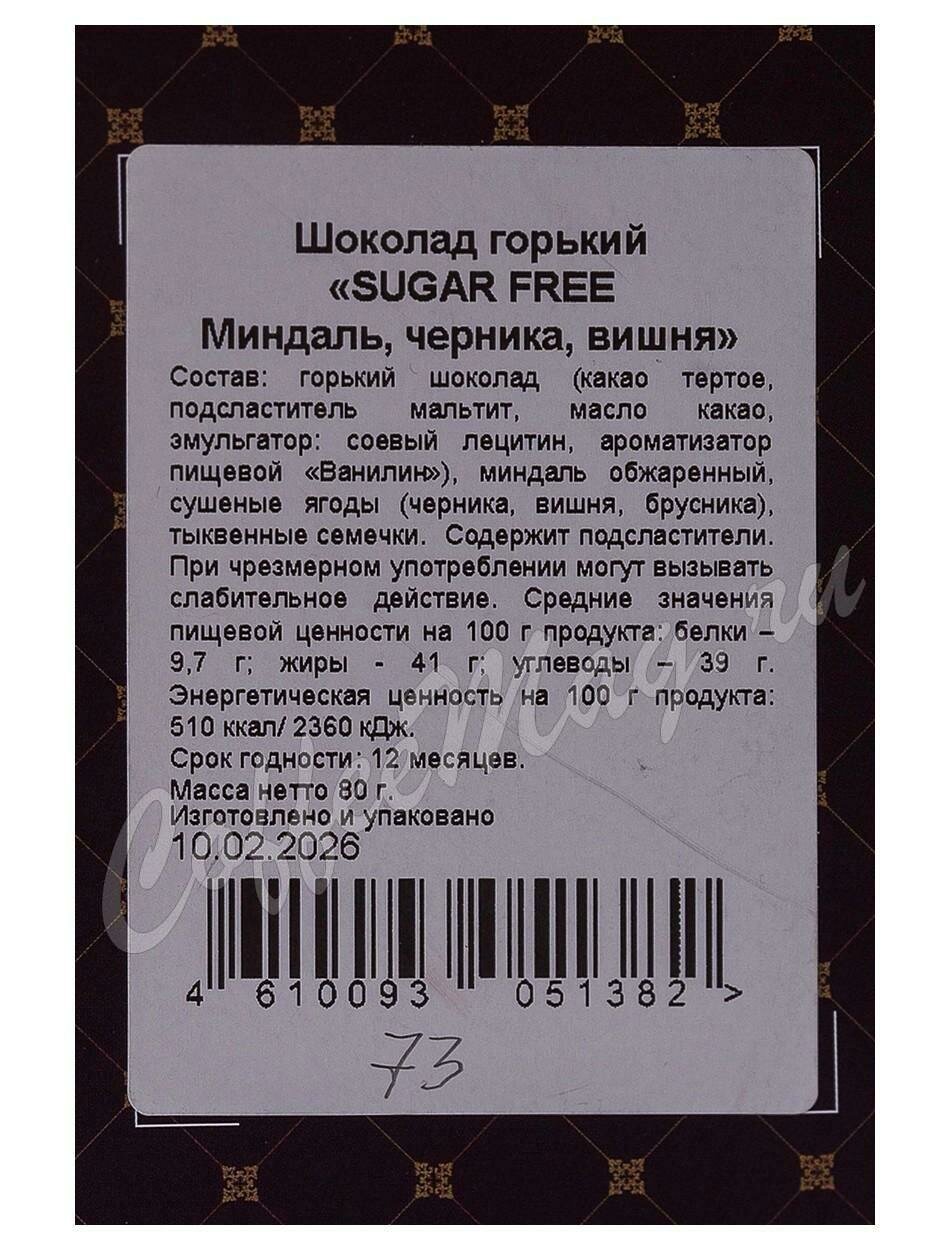 Шоколад горький
«SUGAR FREE
Миндаль, черника, вишня»
Состав: горький шоколад (какао тертое,
подсластитель мальтит, масло какао,
эмульгатор: соевый лецитин, ароматизатор
пищевой «Ванилин»), миндаль обжаренный,
сушеные ягоды (черника, вишня, брусника),
тыквенные семечки. Содержит подсластители.
При чрезмерном употреблении могут вызывать
слабительное действие. Средние значения
пищевой ценности на 100 г продукта: белки –
9,7 г; жиры - 41 г; углеводы – 39 г.
Энергетическая ценность на 100 г продукта:
510 ккал/ 2360 кДж.
Срок годности: 12 месяцев.
Масса нетто 80 г.
Изготовлено и упаковано
10.02.2026
4 610093 051382 >
73
CoffeeMag.ru